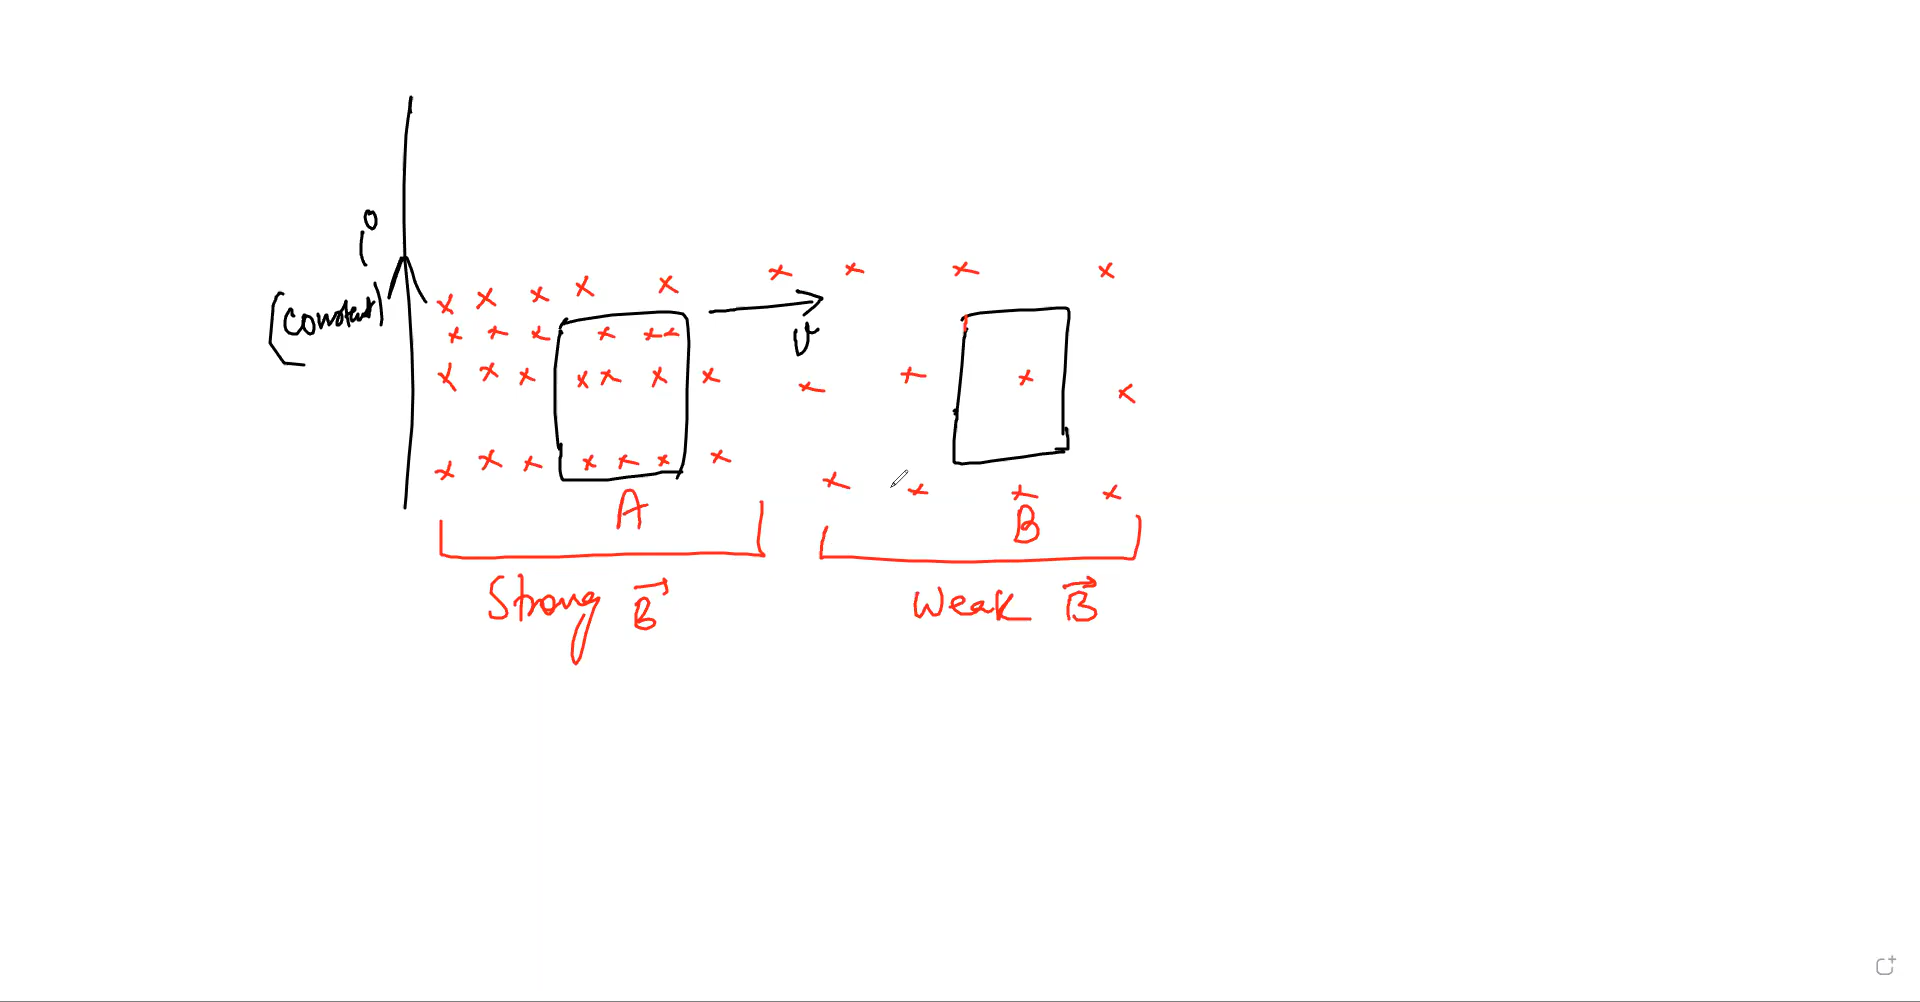 i
(constant)
v
A
B
Strong B⃗
Weak B⃗